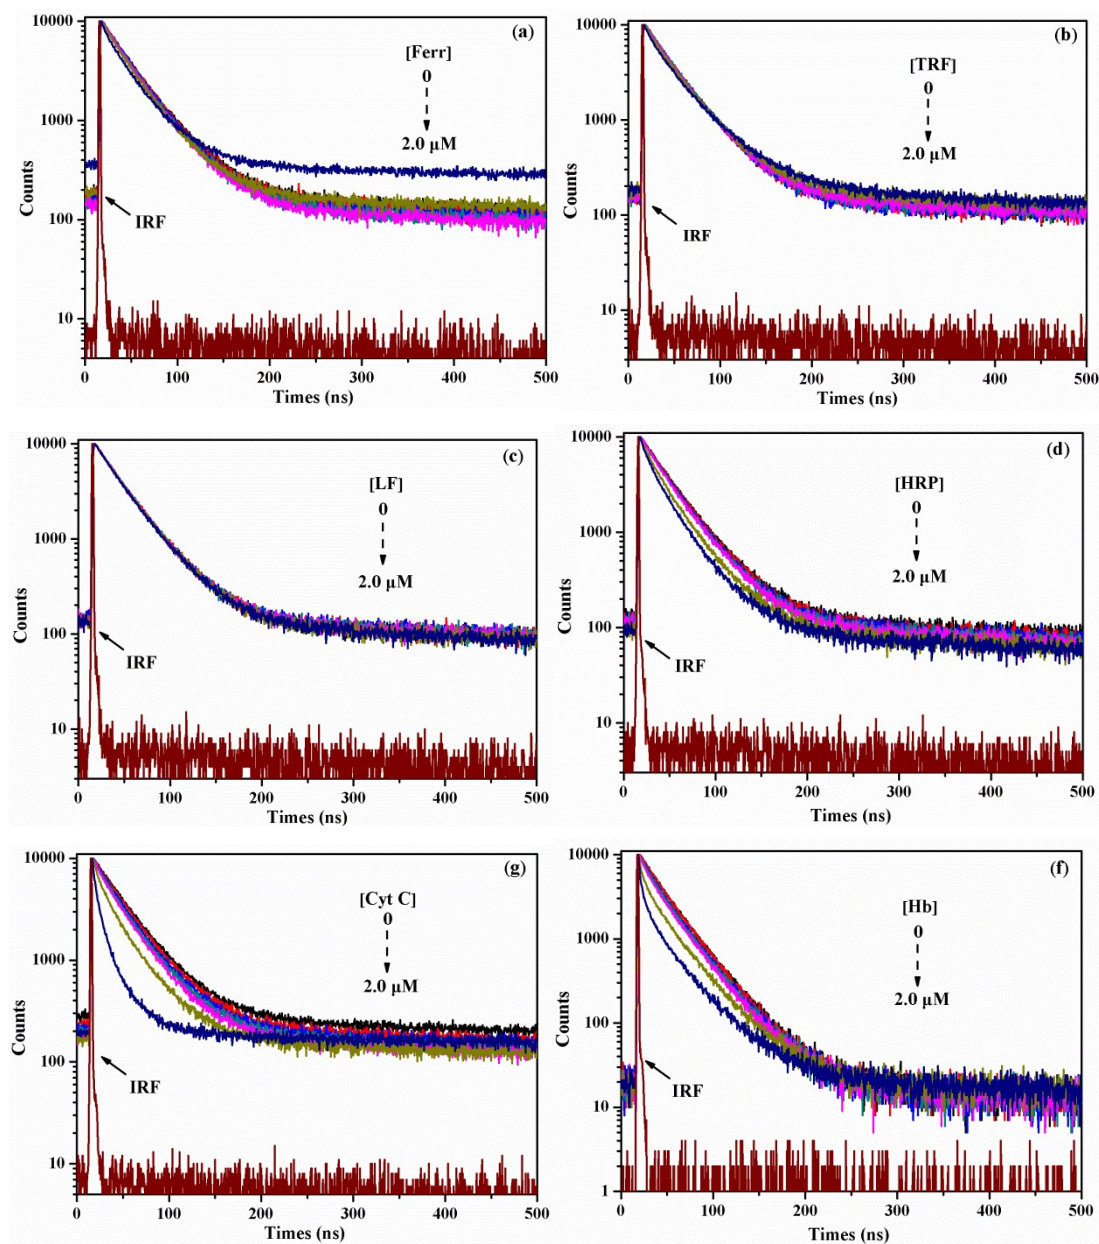 (a)
[Ferr]
0
2.0 µM
IRF
Counts
10000
1000
100
10
0
100
200
300
400
500
Times (ns)
(b)
[TRF]
0
2.0 µM
IRF
Counts
10000
1000
100
10
0
100
200
300
400
500
Times (ns)
(c)
[LF]
0
2.0 µM
IRF
Counts
10000
1000
100
10
0
100
200
300
400
500
Times (ns)
(d)
[HRP]
0
2.0 µM
IRF
Counts
10000
1000
100
10
0
100
200
300
400
500
Times (ns)
(g)
[Cyt C]
0
2.0 µM
IRF
Counts
10000
1000
100
10
0
100
200
300
400
500
Times (ns)
(f)
[Hb]
0
2.0 µM
IRF
Counts
10000
1000
100
10
1
0
100
200
300
400
500
Times (ns)